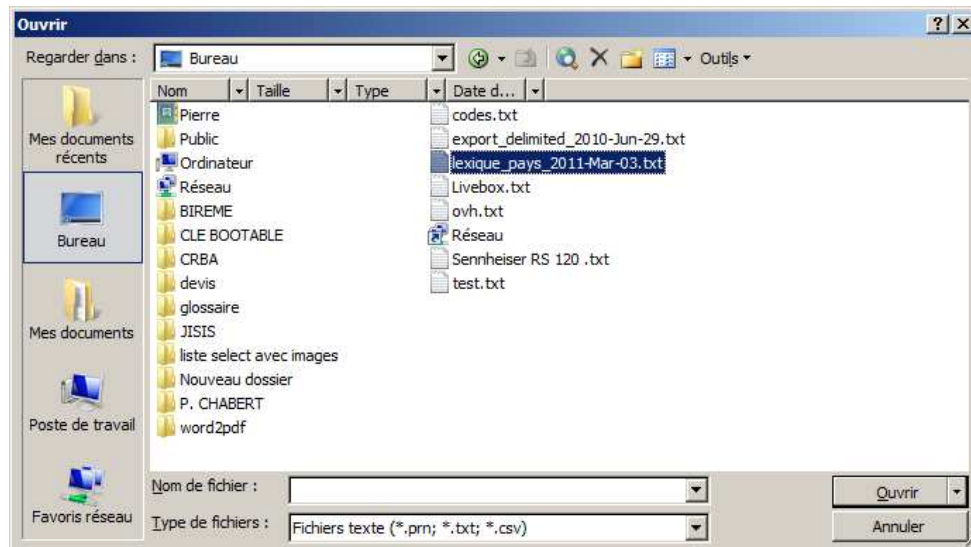 Ouvrir
Regarder dans :
Bureau
Outils
Nom
Taille
Type
Date d...
Mes documents
récents
Bureau
Mes documents
Poste de travail
Favoris réseau
Pierre
Public
Ordinateur
Réseau
BIREME
CLE BOOTABLE
CRBA
devis
glossaire
JISIS
liste select avec images
Nouveau dossier
P. CHABERT
word2pdf
codes.txt
export_delimited_2010-Jun-29.txt
lexique_pays_2011-Mar-03.txt
Livebox.txt
ovh.txt
Réseau
Sennheiser RS 120 .txt
test.txt
Nom de fichier :
Ouvrir
Type de fichiers :
Fichiers texte (*.prn; *.txt; *.csv)
Annuler